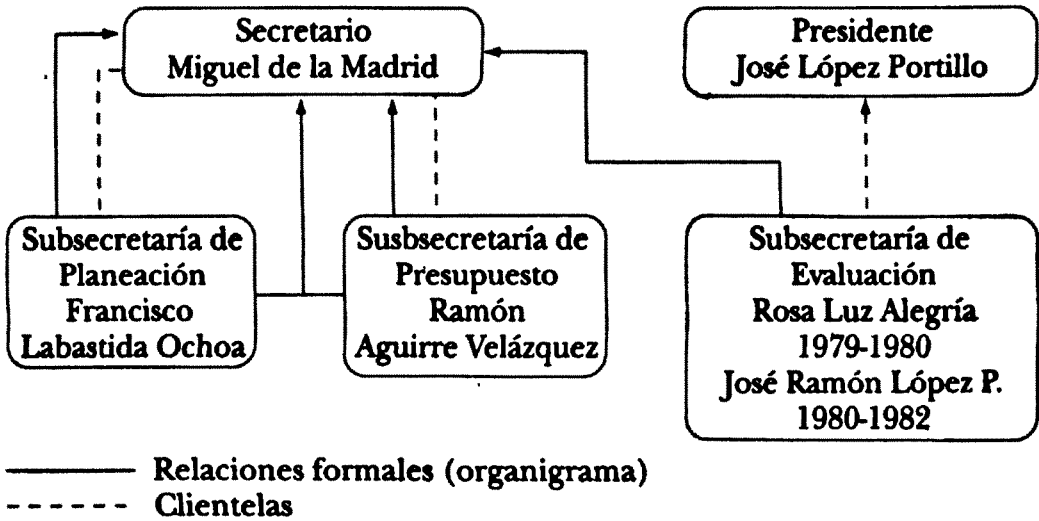 Secretario
Miguel de la Madrid
Presidente
José López Portillo
Subsecretaría de
Planeación
Francisco
Labastida Ochoa
Susbsecretaría de
Presupuesto
Ramón
Aguirre Velázquez
Subsecretaría de
Evaluación
Rosa Luz Alegría
1979-1980
José Ramón López P.
1980-1982
Relaciones formales (organigrama)
Clientelas